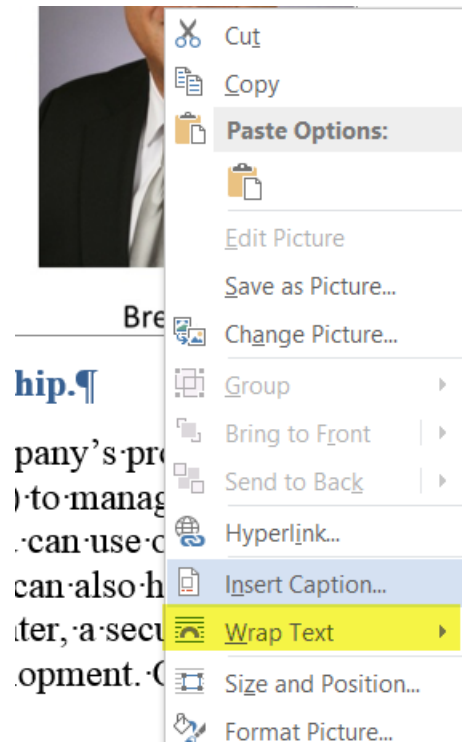 Cut
Copy
Paste Options:
Edit Picture
Save as Picture...
Change Picture...
Bre
Group
hip.¶
Bring to Front
pany’s·pro
Send to Back
)·to·manag
Hyperlink...
·can·use·o
Insert Caption...
can·also·h
Wrap Text
ter,·a·secu
Size and Position...
opment.·C
Format Picture...